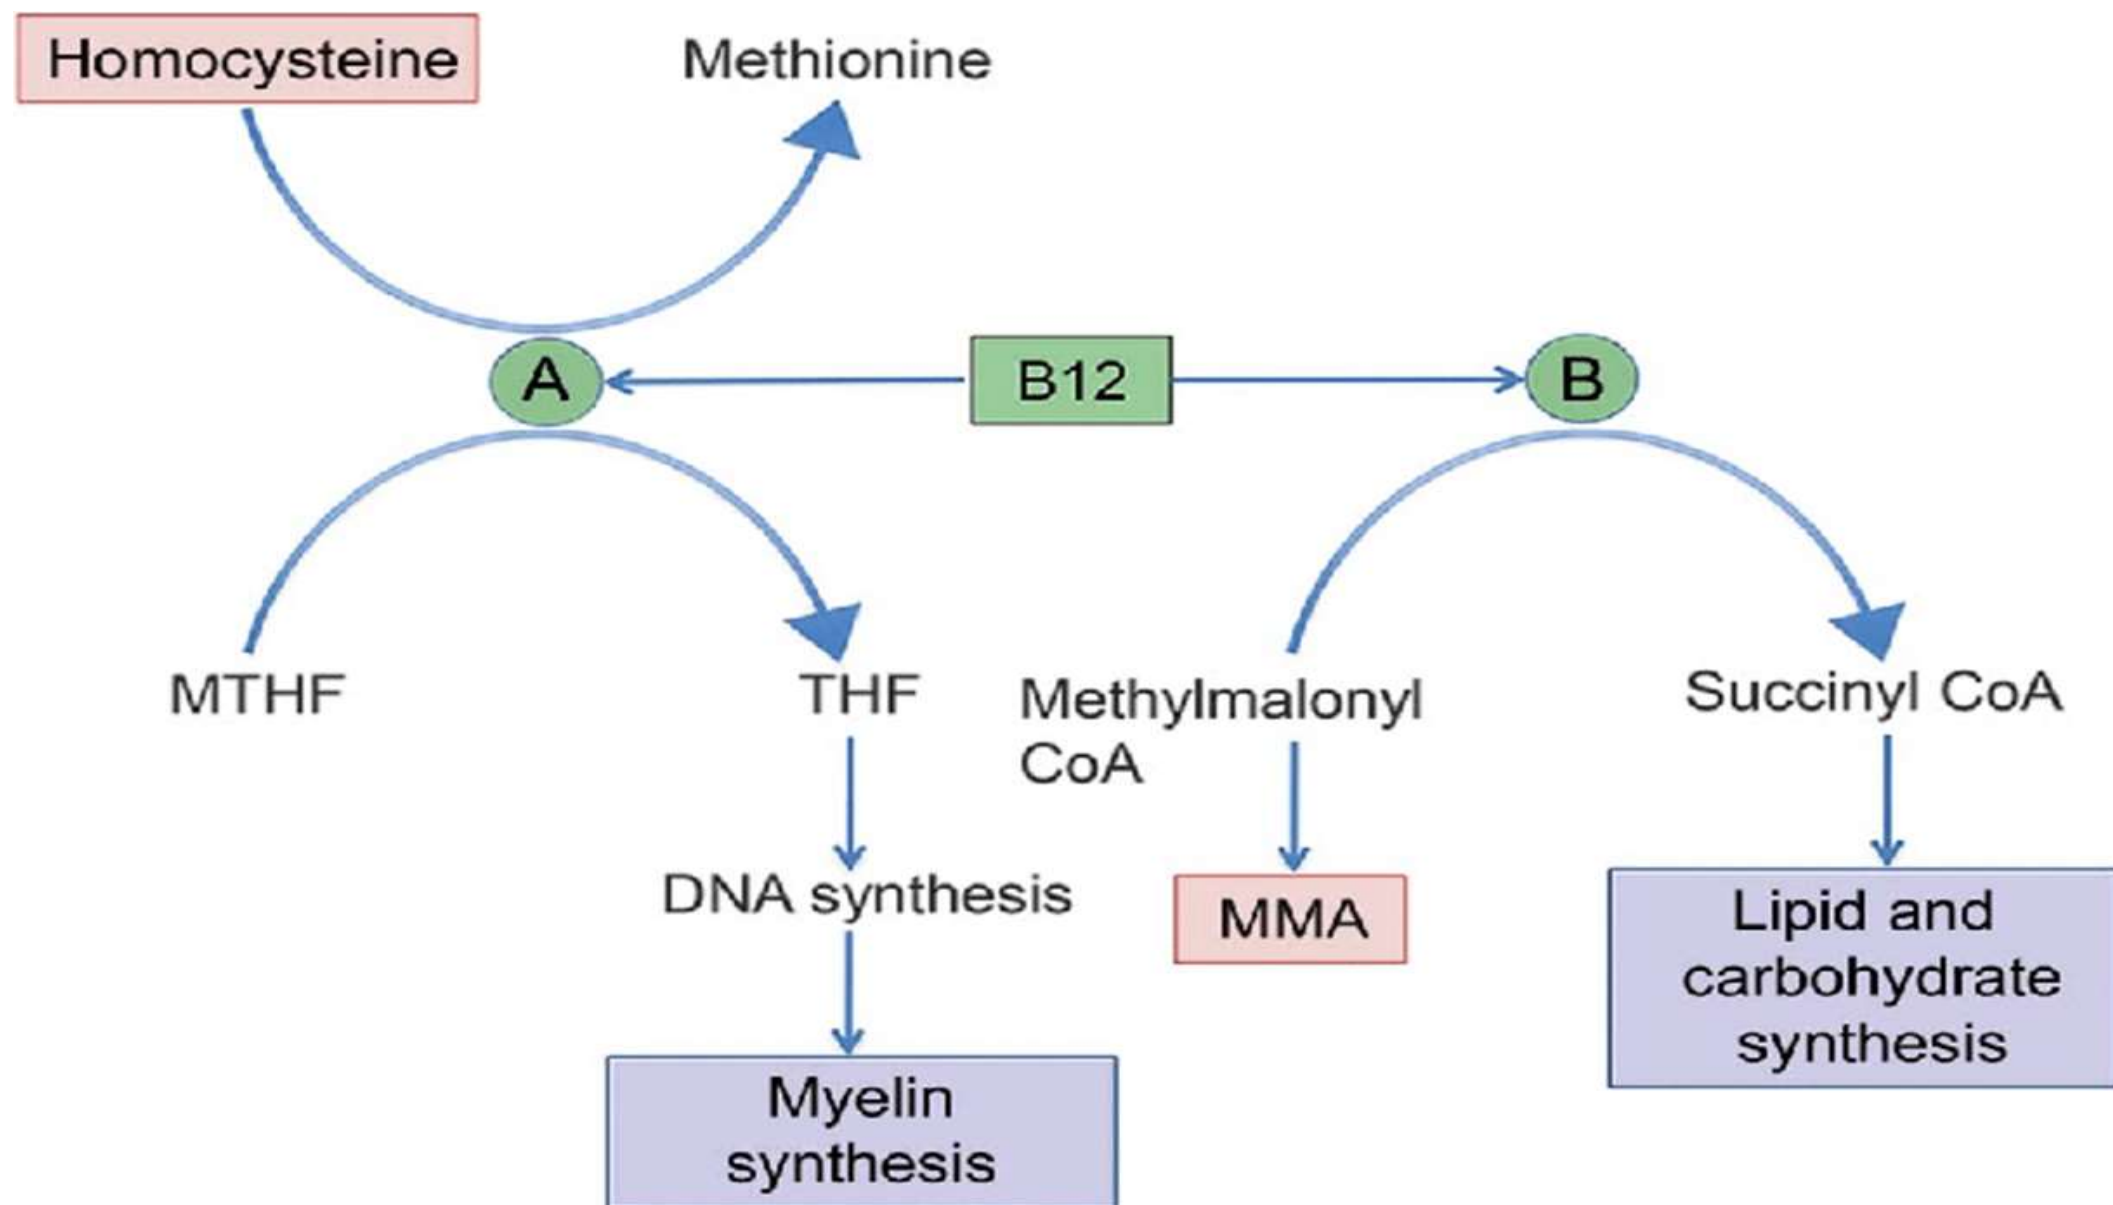 Homocysteine
Methionine
A
B12
B
MTHF
THF
Methylmalonyl
CoA
Succinyl CoA
DNA synthesis
MMA
Lipid and
carbohydrate
synthesis
Myelin
synthesis